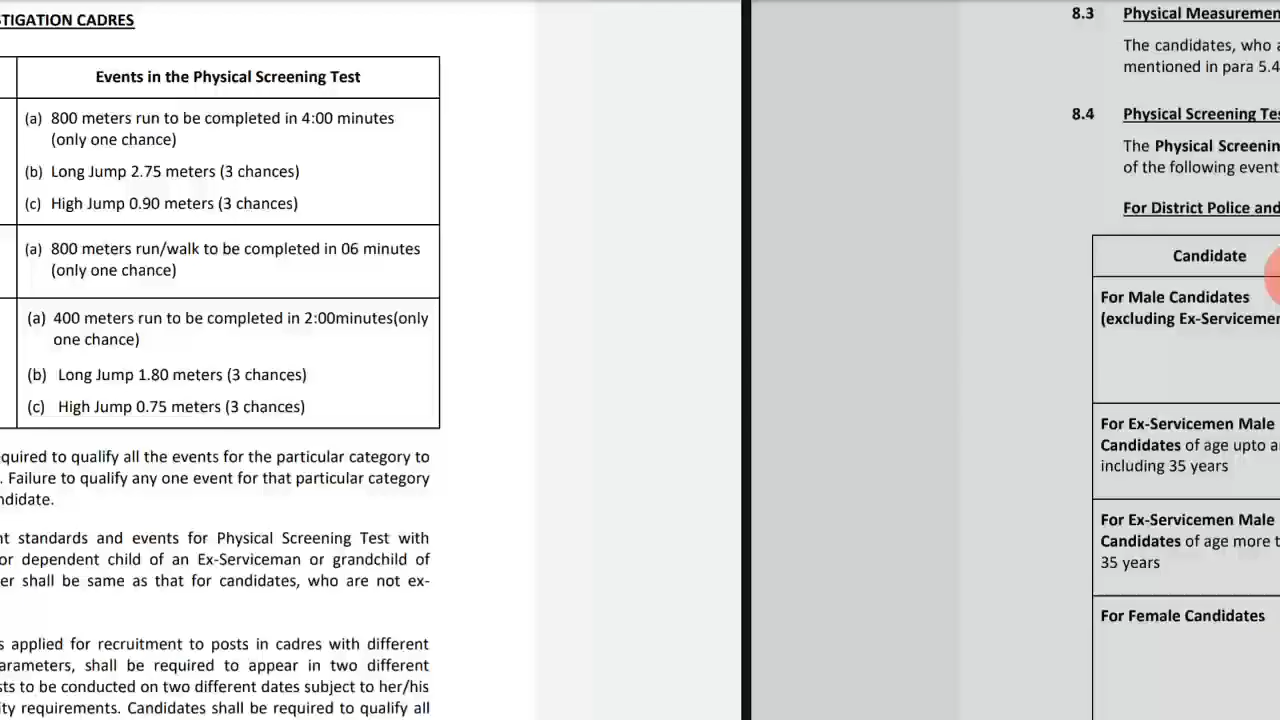 STIGATION CADRES
Events in the Physical Screening Test
(a) 800 meters run to be completed in 4:00 minutes
(only one chance)
(b) Long Jump 2.75 meters (3 chances)
(c) High Jump 0.90 meters (3 chances)
(a) 800 meters run/walk to be completed in 06 minutes
(only one chance)
(a) 400 meters run to be completed in 2:00minutes(only
one chance)
(b) Long Jump 1.80 meters (3 chances)
(c) High Jump 0.75 meters (3 chances)
quired to qualify all the events for the particular category to
. Failure to qualify any one event for that particular category
ndidate.
nt standards and events for Physical Screening Test with
or dependent child of an Ex-Serviceman or grandchild of
er shall be same as that for candidates, who are not ex-
s applied for recruitment to posts in cadres with different
arameters, shall be required to appear in two different
sts to be conducted on two different dates subject to her/his
ity requirements. Candidates shall be required to qualify all
8.3 Physical Measuremen
The candidates, who a
mentioned in para 5.4
8.4 Physical Screening Tes
The Physical Screenin
of the following event
For District Police and
Candidate
For Male Candidates
(excluding Ex-Servicemen
For Ex-Servicemen Male
Candidates of age upto a
including 35 years
For Ex-Servicemen Male
Candidates of age more t
35 years
For Female Candidates